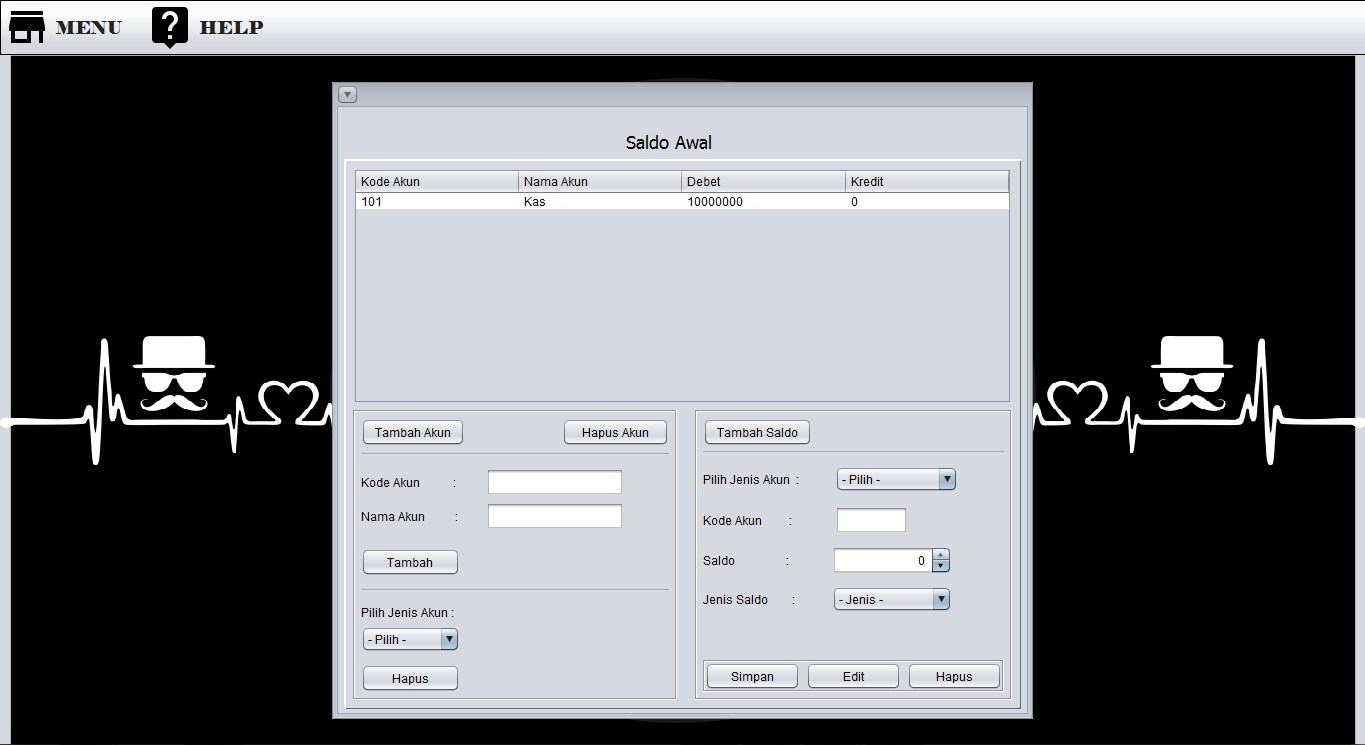 MENU HELP
Saldo Awal
Kode Akun Nama Akun Debet Kredit
101 Kas 10000000 0
Tambah Akun Hapus Akun
Kode Akun :
Nama Akun :
Tambah
Pilih Jenis Akun :
- Pilih -
Hapus
Tambah Saldo
Pilih Jenis Akun : - Pilih -
Kode Akun :
Saldo : 0
Jenis Saldo : - Jenis -
Simpan Edit Hapus